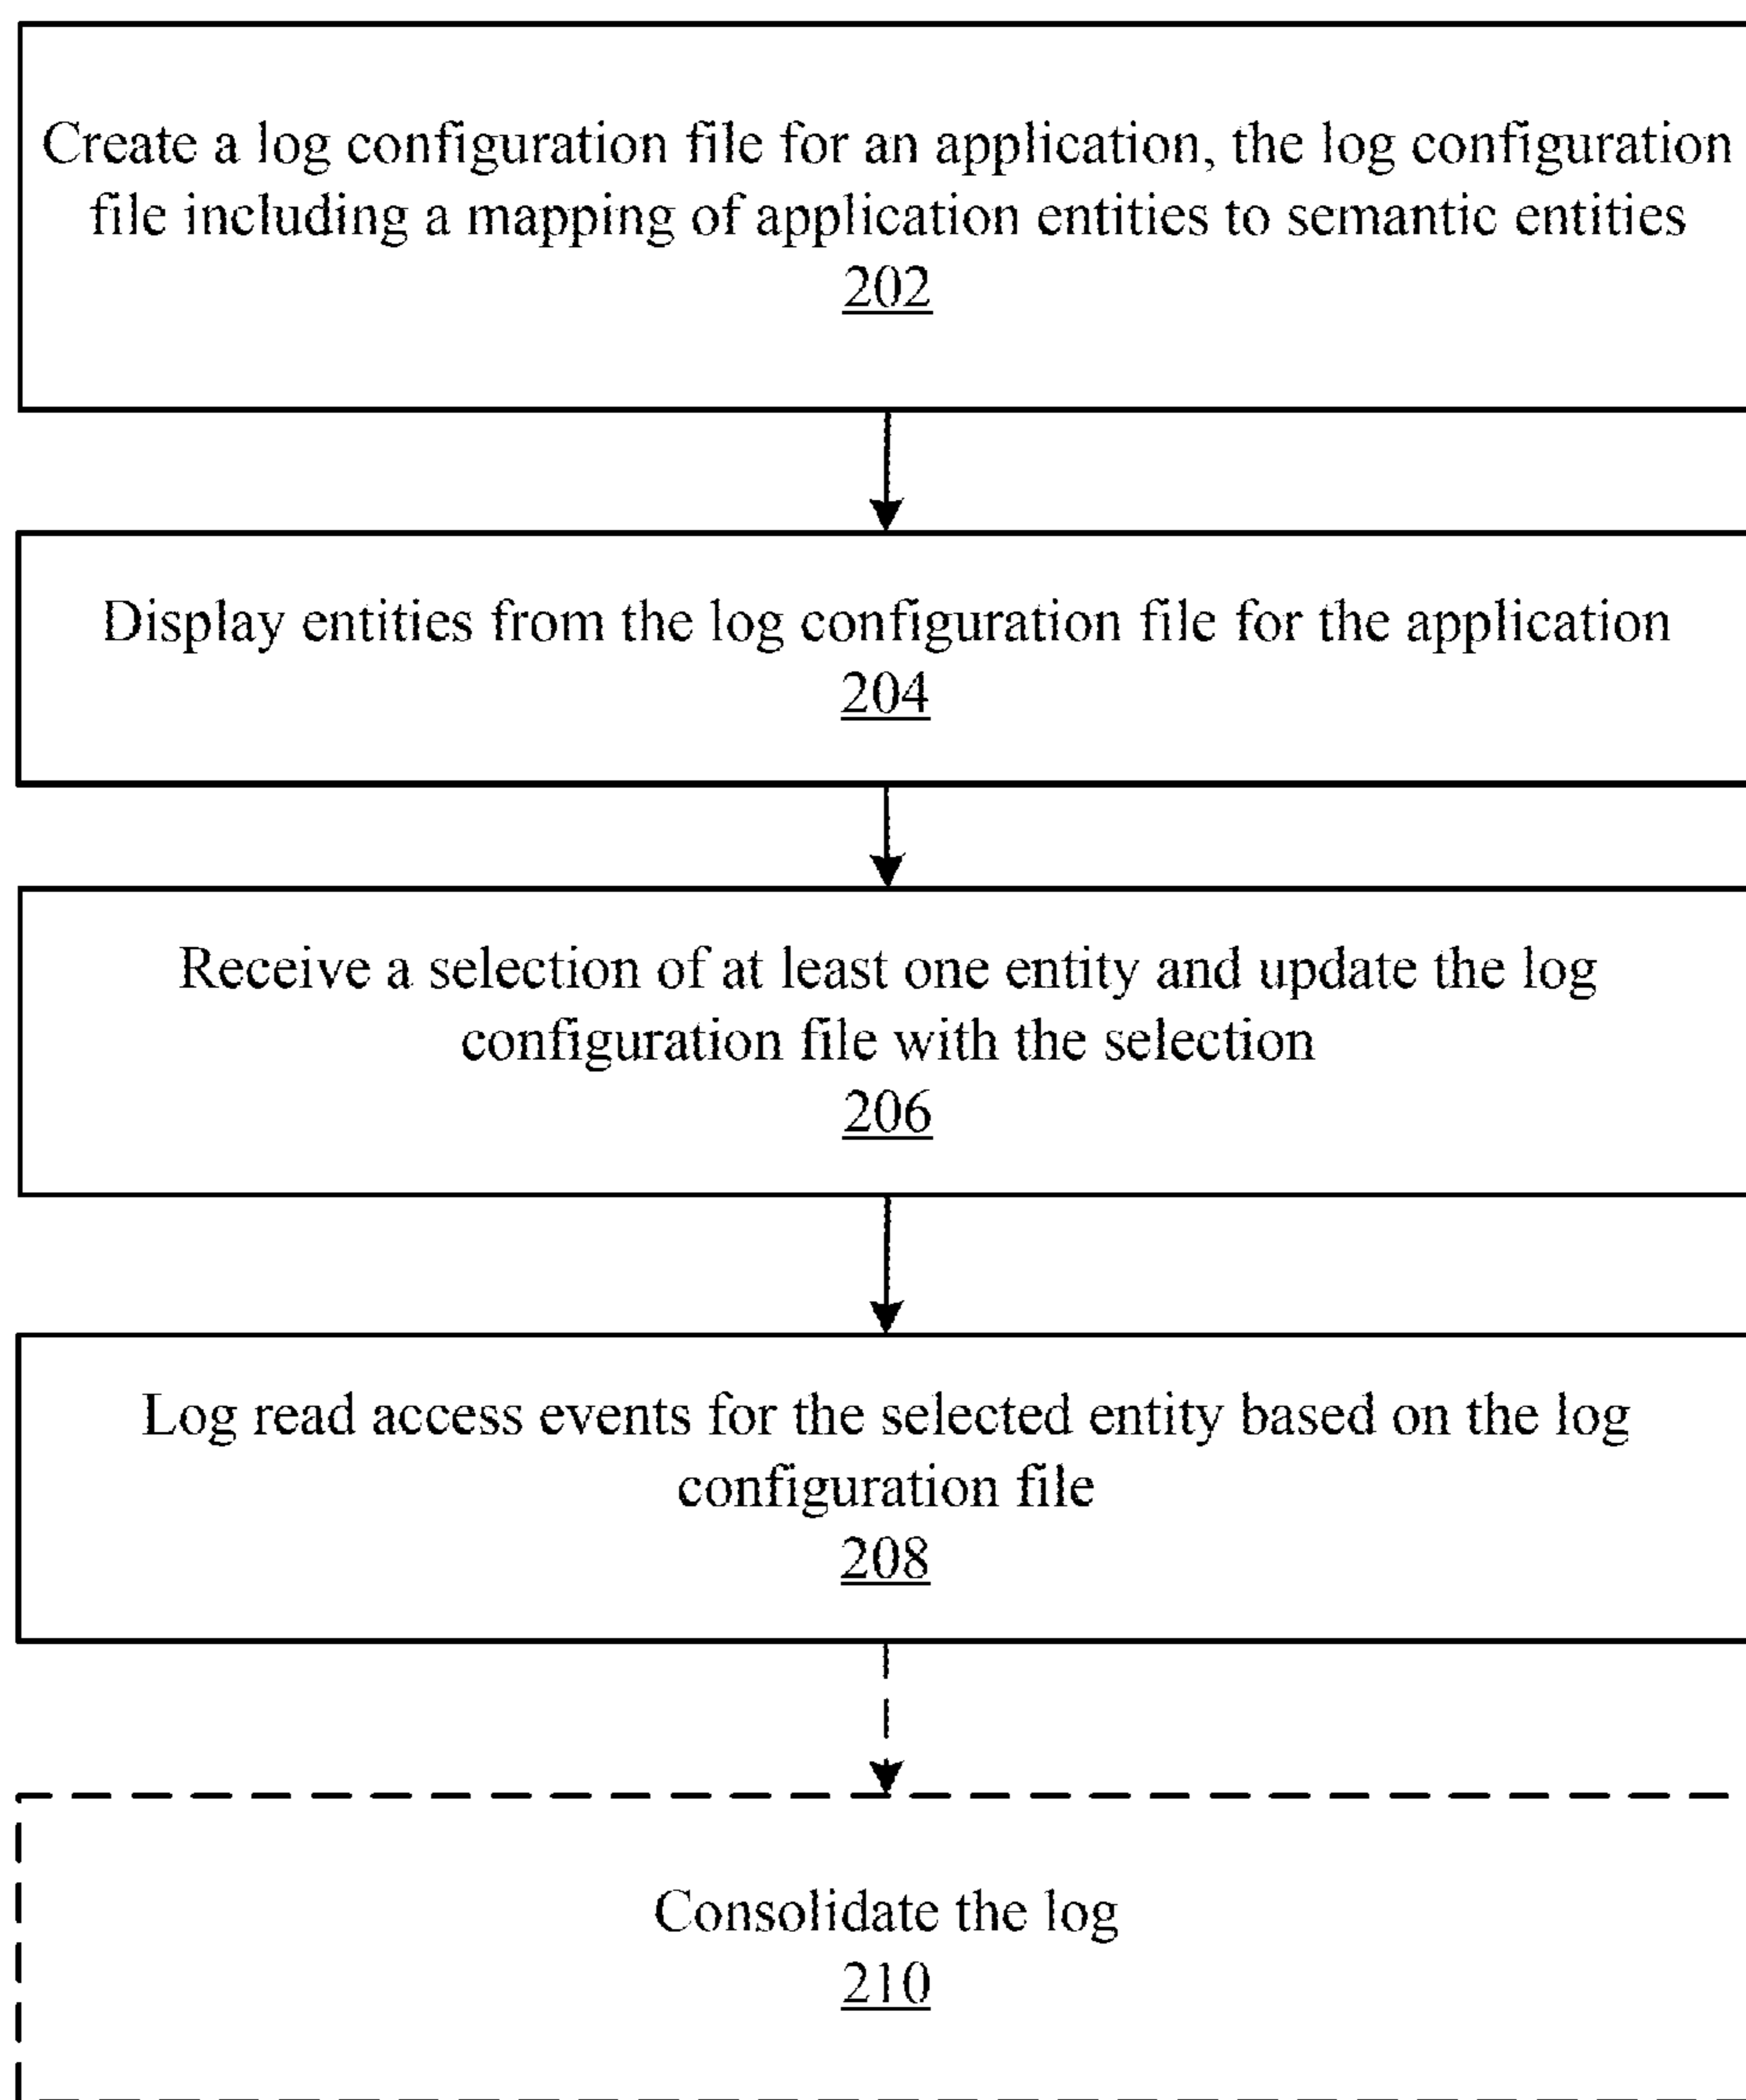 Create a log configuration file for an application, the log configuration
file including a mapping of application entities to semantic entities
202
Display entities from the log configuration file for the application
204
Receive a selection of at least one entity and update the log
configuration file with the selection
206
Log read access events for the selected entity based on the log
configuration file
208
Consolidate the log
210